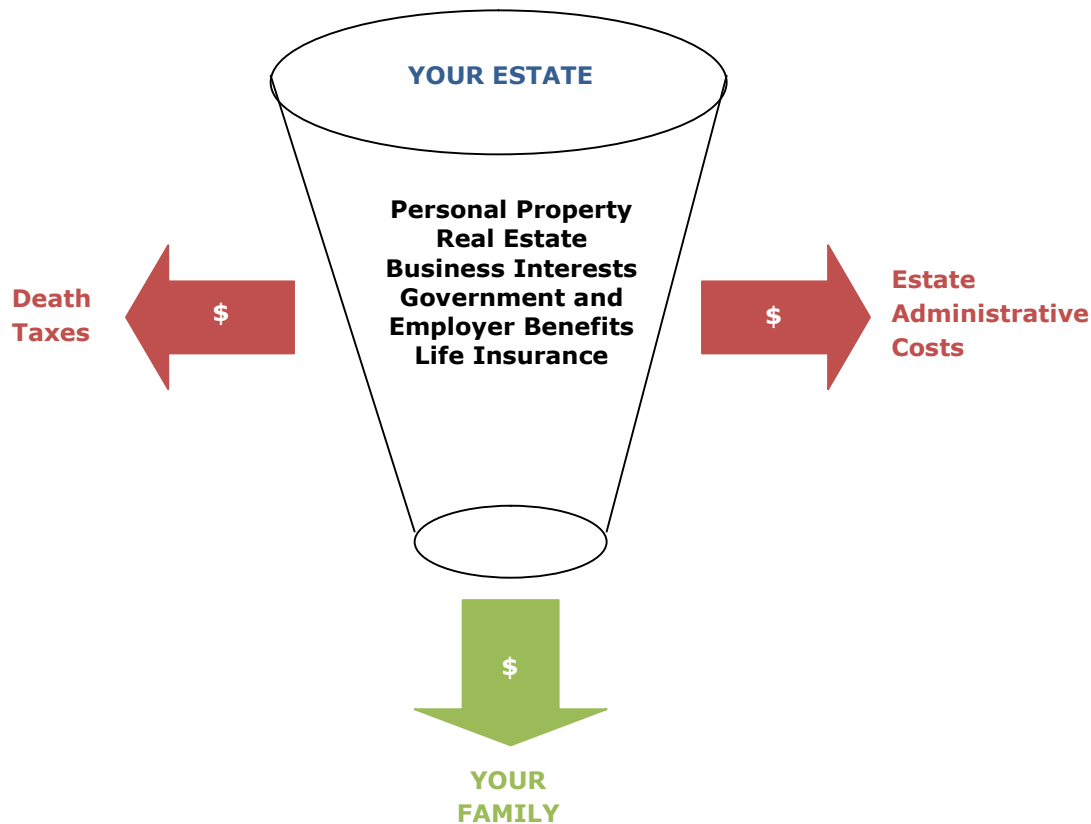 YOUR ESTATE
Personal Property
Real Estate
Business Interests
Government and
Employer Benefits
Life Insurance
Death
Taxes
$
$
Estate
Administrative
Costs
$
YOUR
FAMILY